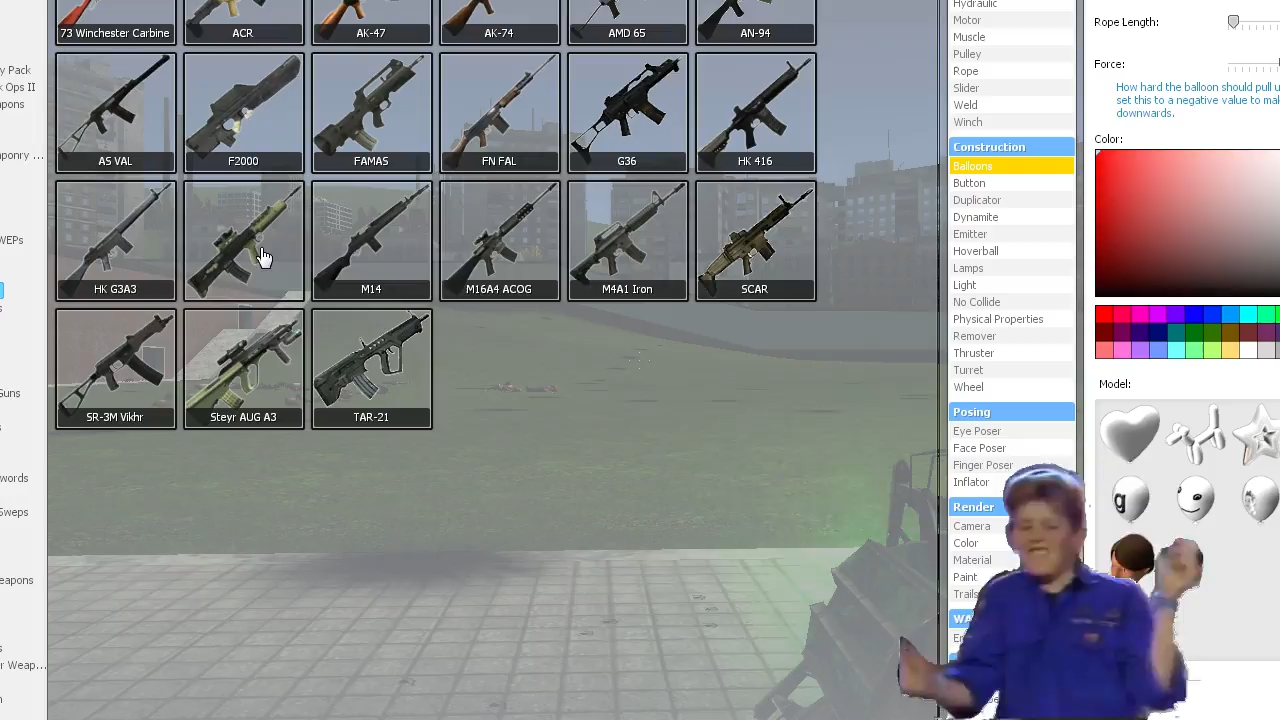 73 Winchester Carbine
ACR
AK-47
AK-74
AMD 65
AN-94
y Pack
k Ops II
apons
aponry ...
AS VAL
F2000
FAMAS
FN FAL
G36
HK 416
WEPs
HK G3A3
M14
M16A4 ACOG
M4A1 Iron
SCAR
Guns
SR-3M Vikhr
Steyr AUG A3
TAR-21
words
Sweps
eapons
r Weap...
Hydraulic
Motor
Muscle
Pulley
Rope
Slider
Weld
Winch
Construction
Balloons
Button
Duplicator
Dynamite
Emitter
Hoverball
Lamps
Light
No Collide
Physical Properties
Remover
Thruster
Turret
Wheel
Posing
Eye Poser
Face Poser
Finger Poser
Inflator
Render
Camera
Color
Material
Paint
Trails
Rope Length:
Force:
How hard the balloon should pull u
set this to a negative value to mak
downwards.
Color:
Model:
g